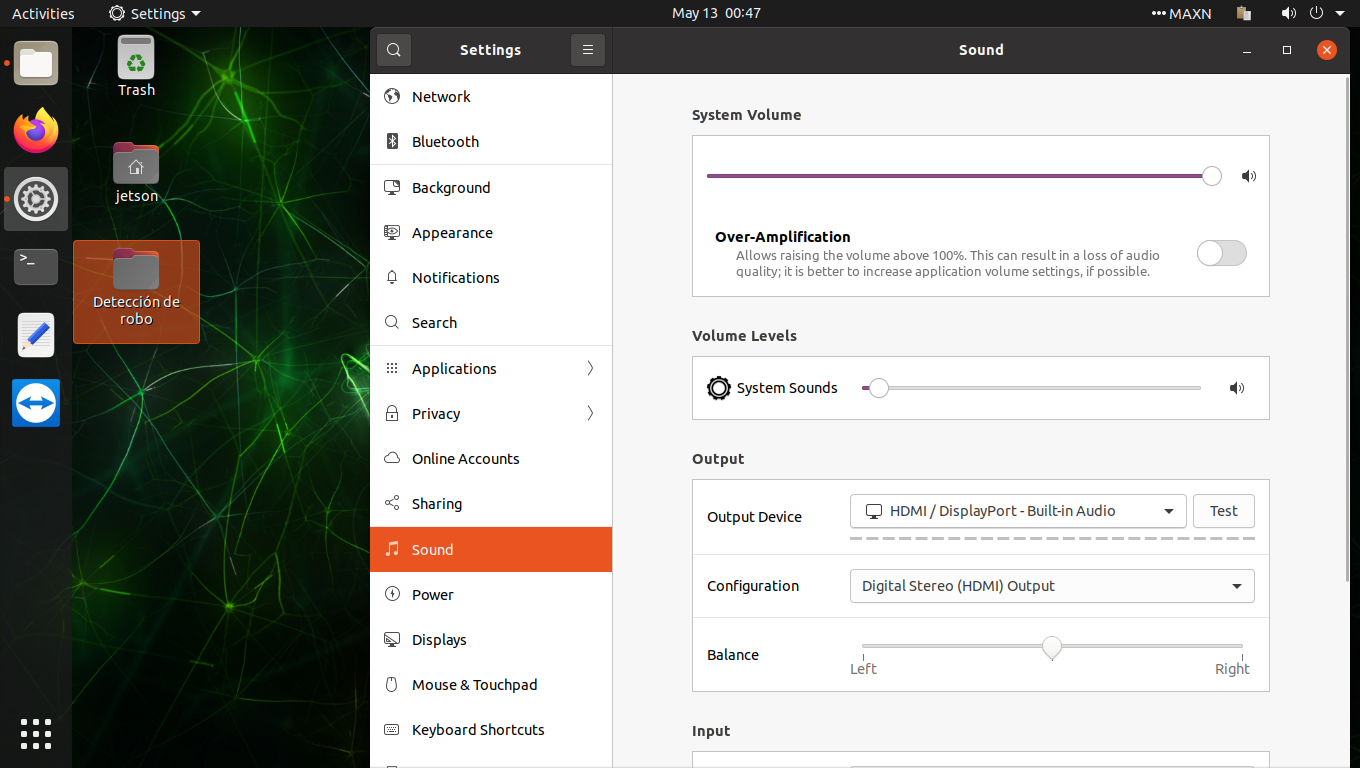 Activities
Settings
May 13 00:47
MAXN
Trash
jetson
Detección de
robo
>_
Settings
Sound
Network
Bluetooth
Background
Appearance
Notifications
Search
Applications
Privacy
Online Accounts
Sharing
Sound
Power
Displays
Mouse & Touchpad
Keyboard Shortcuts
System Volume
Over-Amplification
Allows raising the volume above 100%. This can result in a loss of audio
quality; it is better to increase application volume settings, if possible.
Volume Levels
System Sounds
Output
Output Device
HDMI / DisplayPort - Built-in Audio
Test
Configuration
Digital Stereo (HDMI) Output
Balance
Left
Right
Input